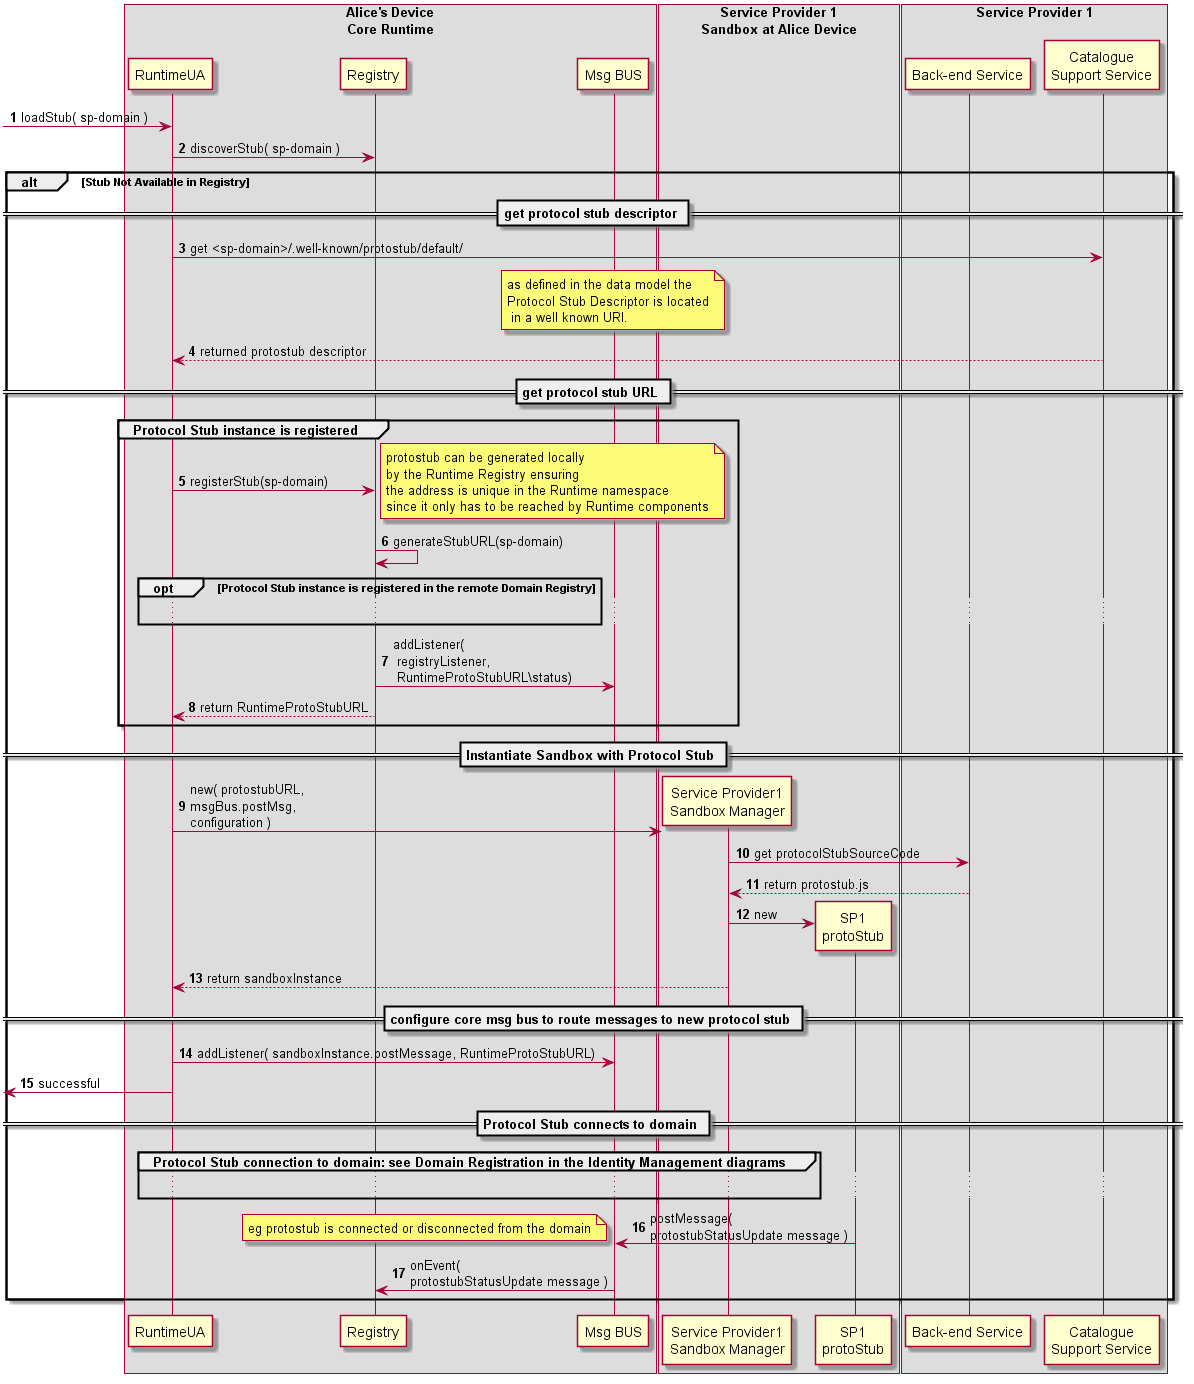 Alice's Device
Core Runtime
Service Provider 1
Sandbox at Alice Device
Service Provider 1
RuntimeUA
Registry
Msg BUS
Back-end Service
Catalogue
Support Service
1 loadStub( sp-domain )
2 discoverStub( sp-domain )
alt [Stub Not Available in Registry]
get protocol stub descriptor
3 get <sp-domain>/.well-known/protostub/default/
as defined in the data model the
Protocol Stub Descriptor is located
in a well known URI.
4 returned protostub descriptor
get protocol stub URL
Protocol Stub instance is registered
protostub can be generated locally
by the Runtime Registry ensuring
the address is unique in the Runtime namespace
since it only has to be reached by Runtime components
5 registerStub(sp-domain)
6 generateStubURL(sp-domain)
opt [Protocol Stub instance is registered in the remote Domain Registry]
addListener(
7 registryListener,
RuntimeProtoStubURL\status)
8 return RuntimeProtoStubURL
Instantiate Sandbox with Protocol Stub
new( protostubURL,
9 msgBus.postMsg,
configuration )
Service Provider1
Sandbox Manager
10 get protocolStubSourceCode
11 return protostub.js
12 new
SP1
protoStub
13 return sandboxInstance
configure core msg bus to route messages to new protocol stub
14 addListener( sandboxInstance.postMessage, RuntimeProtoStubURL)
15 successful
Protocol Stub connects to domain
Protocol Stub connection to domain: see Domain Registration in the Identity Management diagrams
eg protostub is connected or disconnected from the domain
16 postMessage(
protostubStatusUpdate message )
17 onEvent(
protostubStatusUpdate message )
RuntimeUA
Registry
Msg BUS
Service Provider1
Sandbox Manager
SP1
protoStub
Back-end Service
Catalogue
Support Service